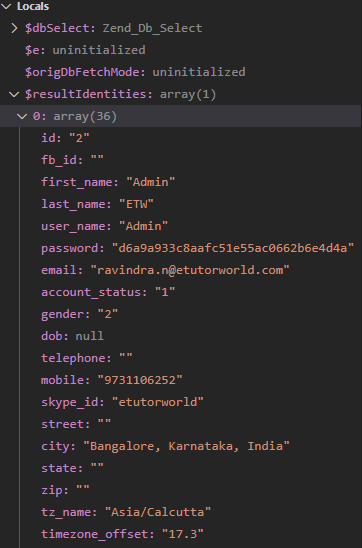 Locals
$dbSelect: Zend_Db_Select
$e: uninitialized
$origDbFetchMode: uninitialized
$resultIdentities: array(1)
0: array(36)
id: "2"
fb_id: ""
first_name: "Admin"
last_name: "ETW"
user_name: "Admin"
password: "d6a9a933c8aafc51e55ac0662b6e4d4a"
email: "ravindra.n@etutorworld.com"
account_status: "1"
gender: "2"
dob: null
telephone: ""
mobile: "9731106252"
skype_id: "etutorworld"
street: ""
city: "Bangalore, Karnataka, India"
state: ""
zip: ""
tz_name: "Asia/Calcutta"
timezone_offset: "17.3"